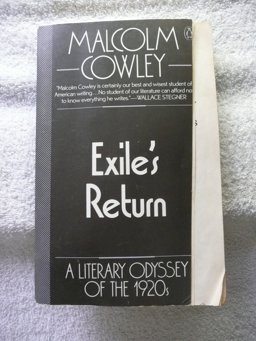 MALCOLM
COWLEY
"Malcolm Cowley is certainly our best and wisest student of
American writing. . . No student of our literature can afford not
to know everything he writes."—WALLACE STEGNER
Exile's
Return
A LITERARY ODYSSEY
OF THE 1920s
s